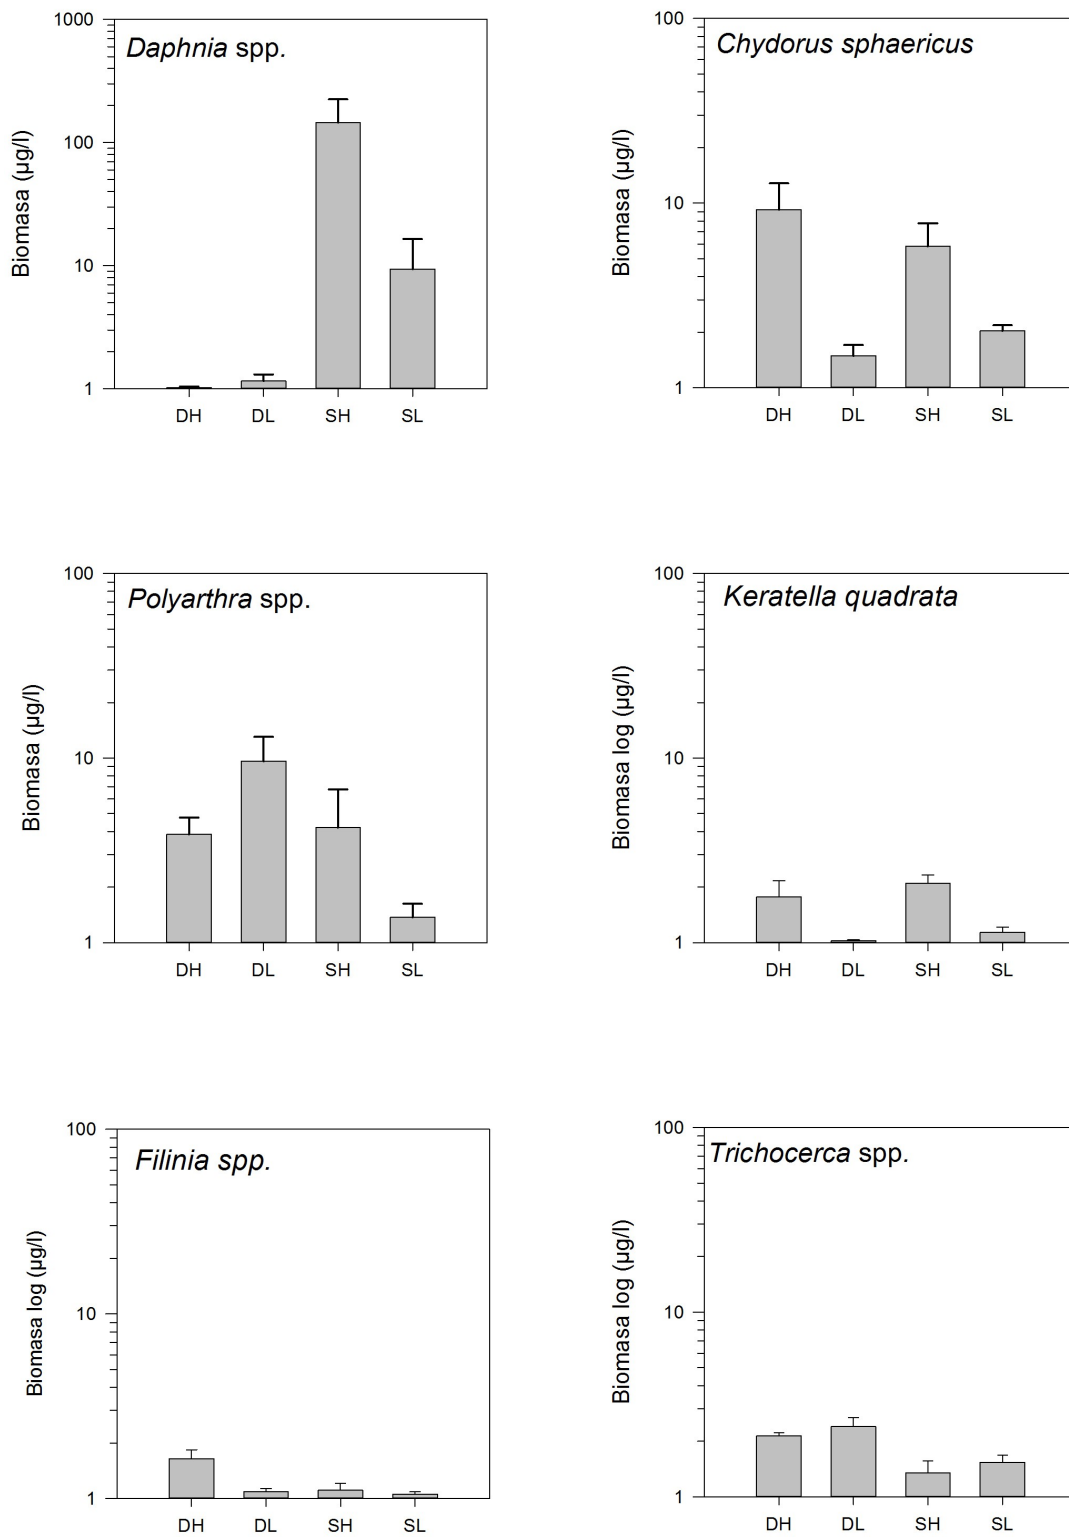 Daphnia spp.
Biomasa (µg/l)
1000
100
10
1
DH DL SH SL
Chydorus sphaericus
Biomasa (µg/l)
100
10
1
DH DL SH SL
Polyarthra spp.
Biomasa (µg/l)
100
10
1
DH DL SH SL
Keratella quadrata
Biomasa log (µg/l)
100
10
1
DH DL SH SL
Filinia spp.
Biomasa log (µg/l)
100
10
1
DH DL SH SL
Trichocerca spp.
Biomasa log (µg/l)
100
10
1
DH DL SH SL